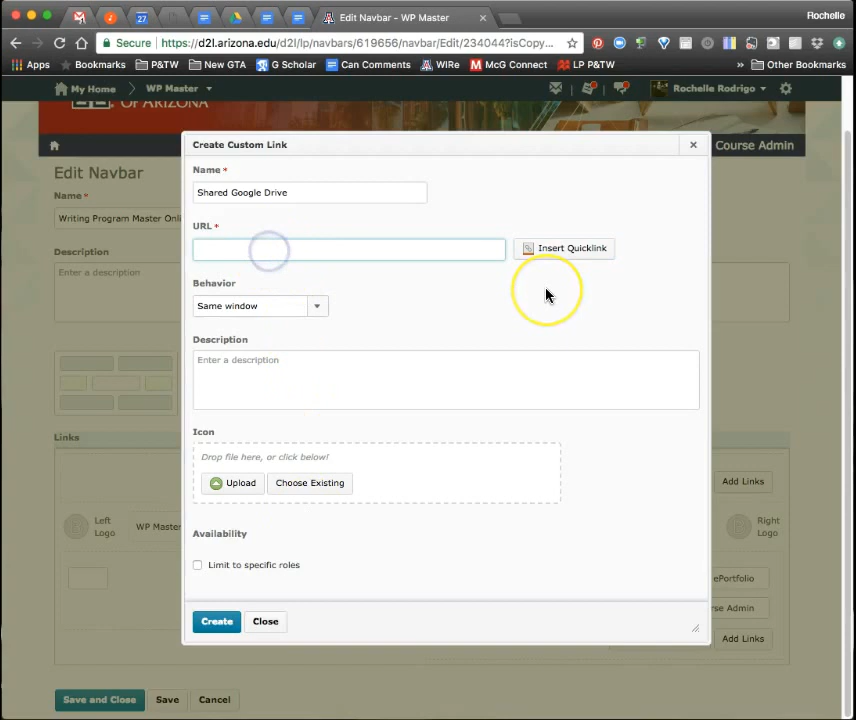 27
Edit Navbar - WP Master
Rochelle
Secure
https://d2l.arizona.edu/d2l/lp/navbars/619656/navbar/Edit/234044?isCopy...
Apps
Bookmarks
P&TW
New GTA
G Scholar
Can Comments
WIRe
McG Connect
LP P&TW
»
Other Bookmarks
My Home
WP Master
Rochelle Rodrigo
OF ARIZONA
Course Admin
Edit Navbar
Name *
Writing Program Master Onli
Description
Enter a description
Links
Add Links
Left
Logo
WP Master
Right
Logo
ePortfolio
se Admin
Add Links
Save and Close
Save
Cancel
Create Custom Link
Name *
Shared Google Drive
URL *
Insert Quicklink
Behavior
Same window
Description
Enter a description
Icon
Drop file here, or click below!
Upload
Choose Existing
Availability
Limit to specific roles
Create
Close